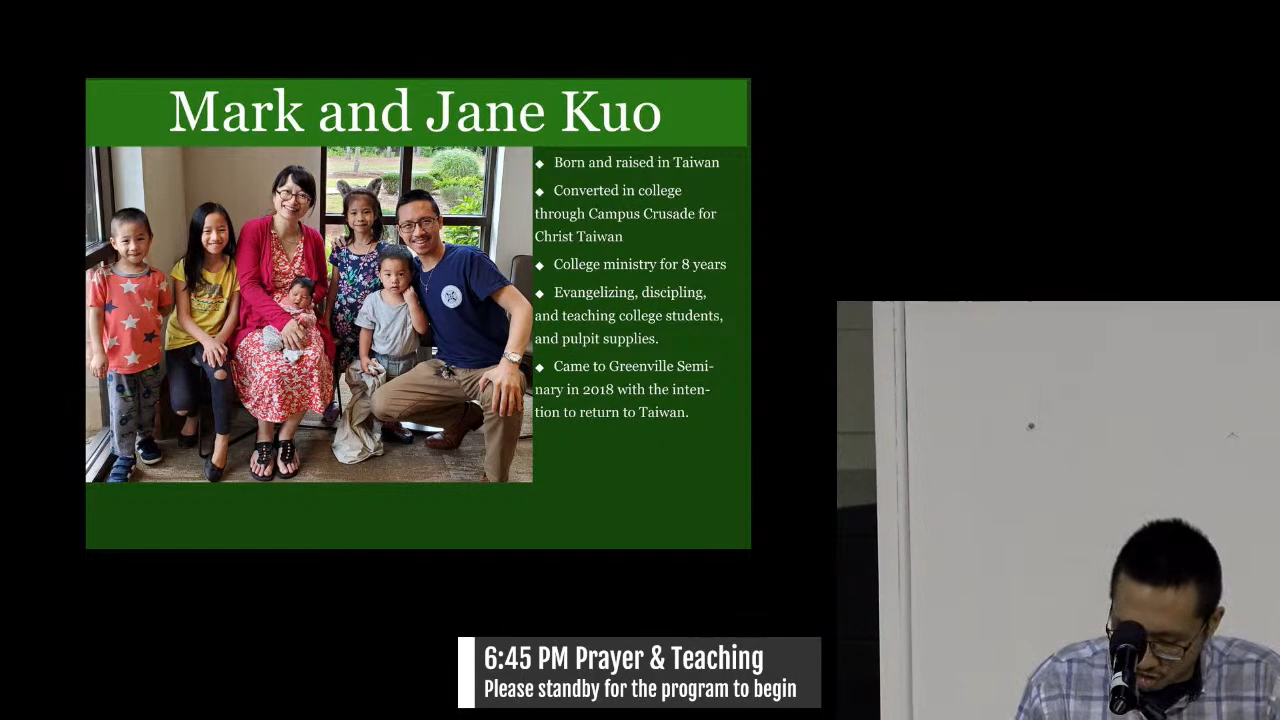 Mark and Jane Kuo
◆ Born and raised in Taiwan
◆ Converted in college
through Campus Crusade for
Christ Taiwan
◆ College ministry for 8 years
◆ Evangelizing, discipling,
and teaching college students,
and pulpit supplies.
◆ Came to Greenville Semi-
nary in 2018 with the inten-
tion to return to Taiwan.
6:45 PM Prayer & Teaching
Please standby for the program to begin